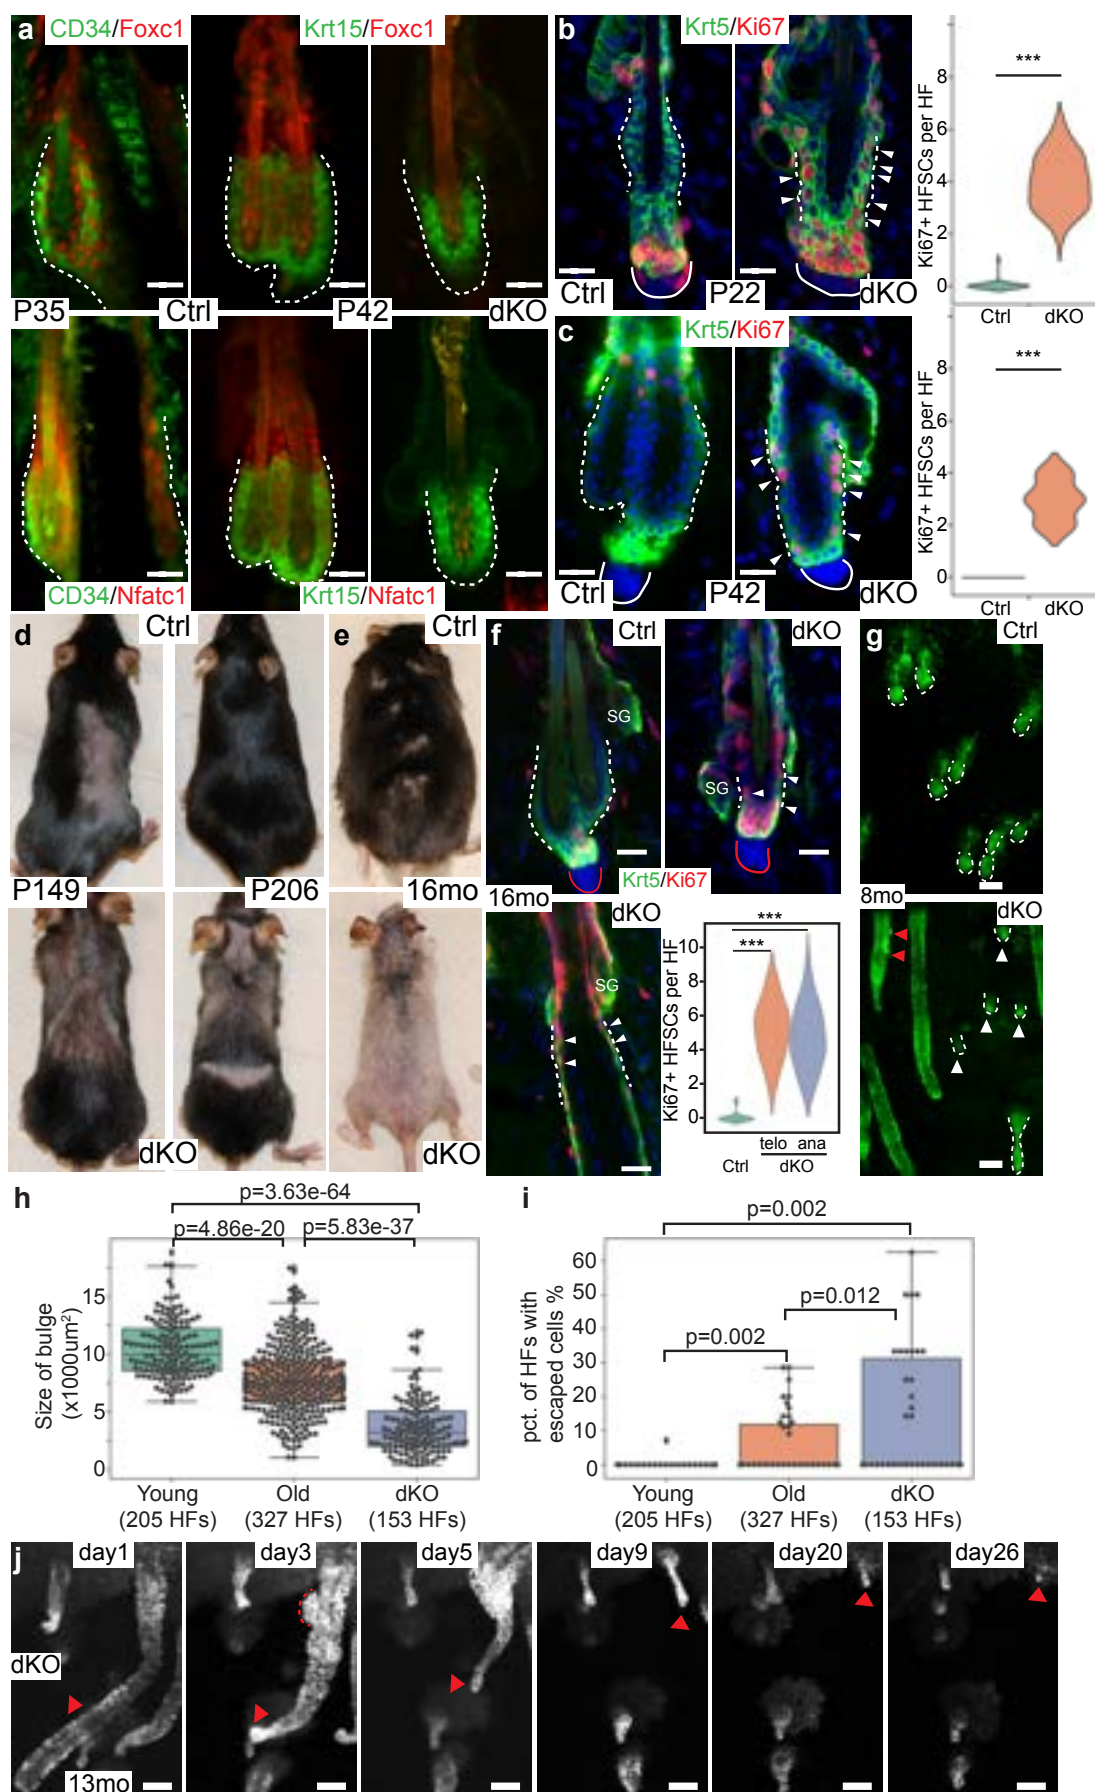 a
CD34/Foxc1
Krt15/Foxc1
P35
Ctrl
P42
dKO
CD34/Nfatc1
Krt15/Nfatc1
b
Krt5/Ki67
Ctrl
P22
dKO
Ki67+ HFSCs per HF
8
6
4
2
0
***
Ctrl
dKO
c
Krt5/Ki67
Ctrl
P42
dKO
Ki67+ HFSCs per HF
8
6
4
2
0
***
Ctrl
dKO
d
Ctrl
P149
P206
dKO
e
Ctrl
16mo
dKO
f
Ctrl
dKO
SG
SG
Krt5/Ki67
16mo
dKO
SG
Ki67+ HFSCs per HF
10
8
6
4
2
0
***
***
telo
ana
Ctrl
dKO
g
Ctrl
8mo
dKO
h
p=3.63e-64
p=4.86e-20
p=5.83e-37
Size of bulge
(x1000um²)
15
10
5
0
Young
Old
dKO
(205 HFs)
(327 HFs)
(153 HFs)
i
p=0.002
p=0.012
p=0.002
pct. of HFs with
escaped cells %
60
50
40
30
20
10
0
Young
Old
dKO
(205 HFs)
(327 HFs)
(153 HFs)
j
day1
day3
day5
day9
day20
day26
dKO
13mo